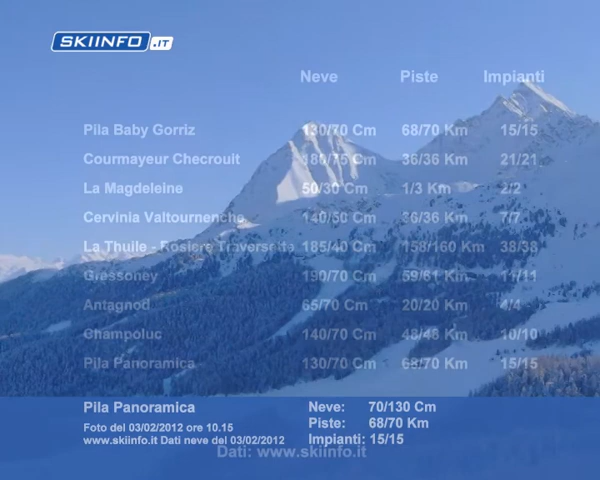 SKIINFO.IT
Neve Piste Impianti
Pila Baby Gorriz 130/70 Cm 68/70 Km 15/15
Courmayeur Checrouit 180/75 Cm 36/36 Km 21/21
La Magdeleine 50/30 Cm 1/3 Km 2/2
Cervinia Valtournenche 140/50 Cm 36/36 Km 7/7
La Thuile - Rosiere Traversette 185/40 Cm 158/160 Km 38/38
Gressoney 190/70 Cm 59/61 Km 11/11
Antagnod 65/70 Cm 20/20 Km 4/4
Champoluc 140/70 Cm 48/48 Km 10/10
Pila Panoramica 130/70 Cm 68/70 Km 15/15
Pila Panoramica Neve: 70/130 Cm
Foto del 03/02/2012 ore 10.15 Piste: 68/70 Km
www.skiinfo.it Dati neve del 03/02/2012 Impianti: 15/15
Dati: www.skiinfo.it